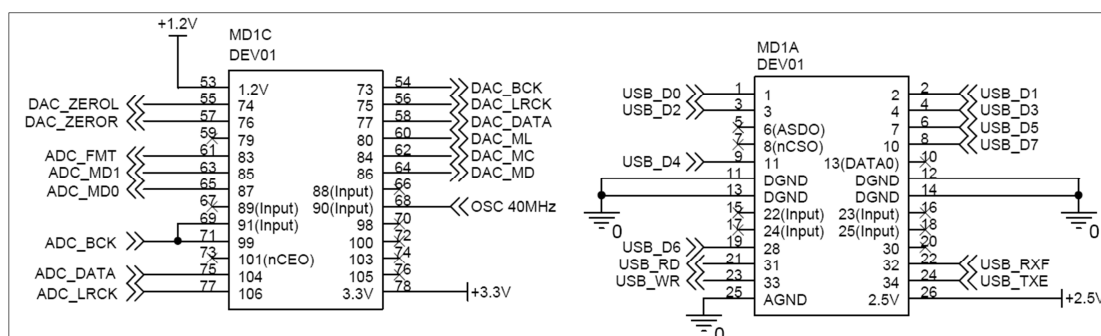 +1.2V
MD1C
DEV01
53 1.2V 73 54 DAC_BCK
DAC_ZEROL 55 74 75 56 DAC_LRCK
DAC_ZEROR 57 76 77 58 DAC_DATA
59 79 80 60 DAC_ML
ADC_FMT 61 83 84 62 DAC_MC
ADC_MD1 63 85 86 64 DAC_MD
ADC_MD0 65 87 88(Input) 66
67 89(Input) 90(Input) 68 OSC 40MHz
69 91(Input) 98 70
ADC_BCK 71 99 100 72
73 101(nCEO) 103 74
ADC_DATA 75 104 105 76
ADC_LRCK 77 106 3.3V 78 +3.3V
MD1A
DEV01
USB_D0 1 1 2 2 USB_D1
USB_D2 3 3 4 4 USB_D3
5 6(ASDO) 7 6 USB_D5
7 8(nCSO) 10 8 USB_D7
USB_D4 9 11 13(DATA0) 10
11 DGND DGND 12
13 DGND DGND 14
0 15 22(Input) 23(Input) 16 0
17 24(Input) 25(Input) 18
USB_D6 19 28 30 20
USB_RD 21 31 32 22 USB_RXF
USB_WR 23 33 34 24 USB_TXE
25 AGND 2.5V 26 +2.5V
0